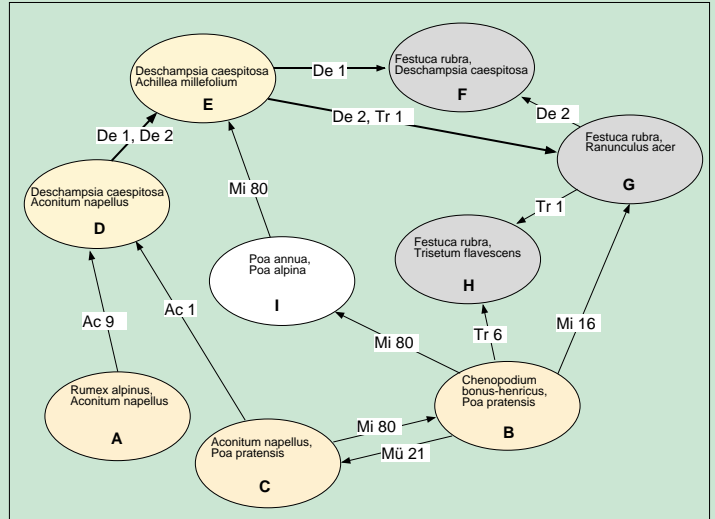 Deschampsia caespitosa
Achillea millefolium
E
De 1
Festuca rubra,
Deschampsia caespitosa
F
De 1, De 2
De 2, Tr 1
De 2
Festuca rubra,
Ranunculus acer
G
Deschampsia caespitosa
Aconitum napellus
D
Mi 80
Tr 1
Poa annua,
Poa alpina
I
Festuca rubra,
Trisetum flavescens
H
Ac 9
Ac 1
Mi 80
Tr 6
Mi 16
Rumex alpinus,
Aconitum napellus
A
Chenopodium
bonus-henricus,
Poa pratensis
B
Aconitum napellus,
Poa pratensis
C
Mi 80
Mü 21